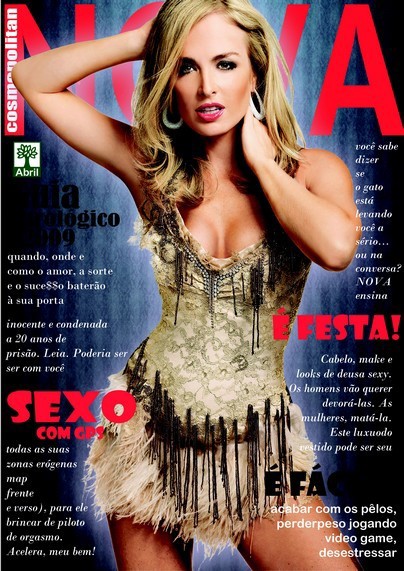 cosmopolitan
NOVA
Abril
você sabe
dizer
se
o gato
está
levando
você a
sério...
ou na
conversa?
NOVA
ensina
quando, onde e
como o amor, a sorte
e o suce$$o baterão
à sua porta
inocente e condenada
a 20 anos de
prisão. Leia. Poderia ser
ser com você
É FESTA!
Cabelo, make e
looks de deusa sexy.
Os homens vão querer
devorá-las. As
mulheres, matá-la.
Este luxuodo
vestido pode ser seu
SEXO
COM GPS
todas as suas
zonas erógenas
map
frente
e verso), para ele
brincar de piloto
de orgasmo.
Acelera, meu bem!
É FÁC
acabar com os pêlos,
perderpeso jogando
video game,
desestressar